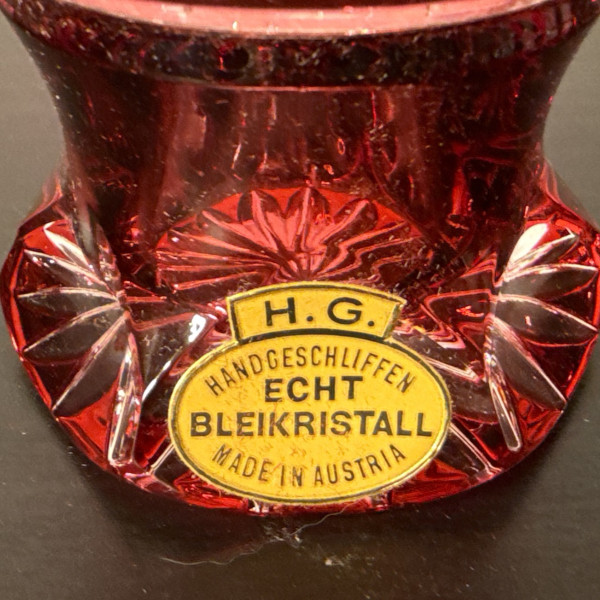 H.G.
HANDGESCHLIFFEN
ECHT
BLEIKRISTALL
MADE IN AUSTRIA